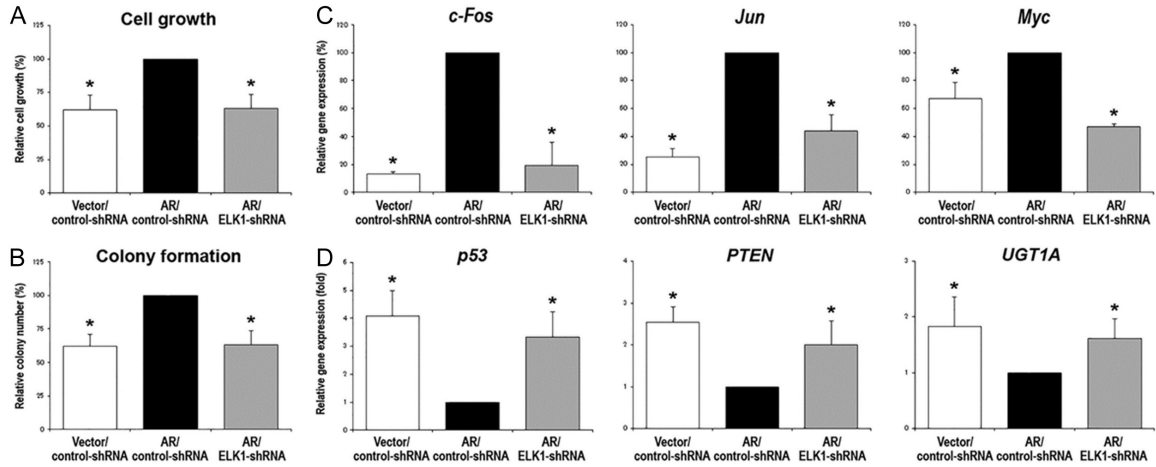 A
Cell growth
Relative cell growth (%)
125
100
75
50
25
0
*
*
Vector/ AR/ AR/
control-shRNA control-shRNA ELK1-shRNA
C
c-Fos
Relative gene expression (%)
120
100
80
60
40
20
0
*
*
Vector/ AR/ AR/
control-shRNA control-shRNA ELK1-shRNA
Jun
120
100
80
60
40
20
0
*
*
Vector/ AR/ AR/
control-shRNA control-shRNA ELK1-shRNA
Myc
120
100
80
60
40
20
0
*
*
Vector/ AR/ AR/
control-shRNA control-shRNA ELK1-shRNA
B
Colony formation
Relative colony number (%)
125
100
75
50
25
0
*
*
Vector/ AR/ AR/
control-shRNA control-shRNA ELK1-shRNA
D
p53
Relative gene expression (fold)
6
5
4
3
2
1
0
*
*
Vector/ AR/ AR/
control-shRNA control-shRNA ELK1-shRNA
PTEN
4
3
2
1
0
*
*
Vector/ AR/ AR/
control-shRNA control-shRNA ELK1-shRNA
UGT1A
3
2
1
0
*
*
Vector/ AR/ AR/
control-shRNA control-shRNA ELK1-shRNA